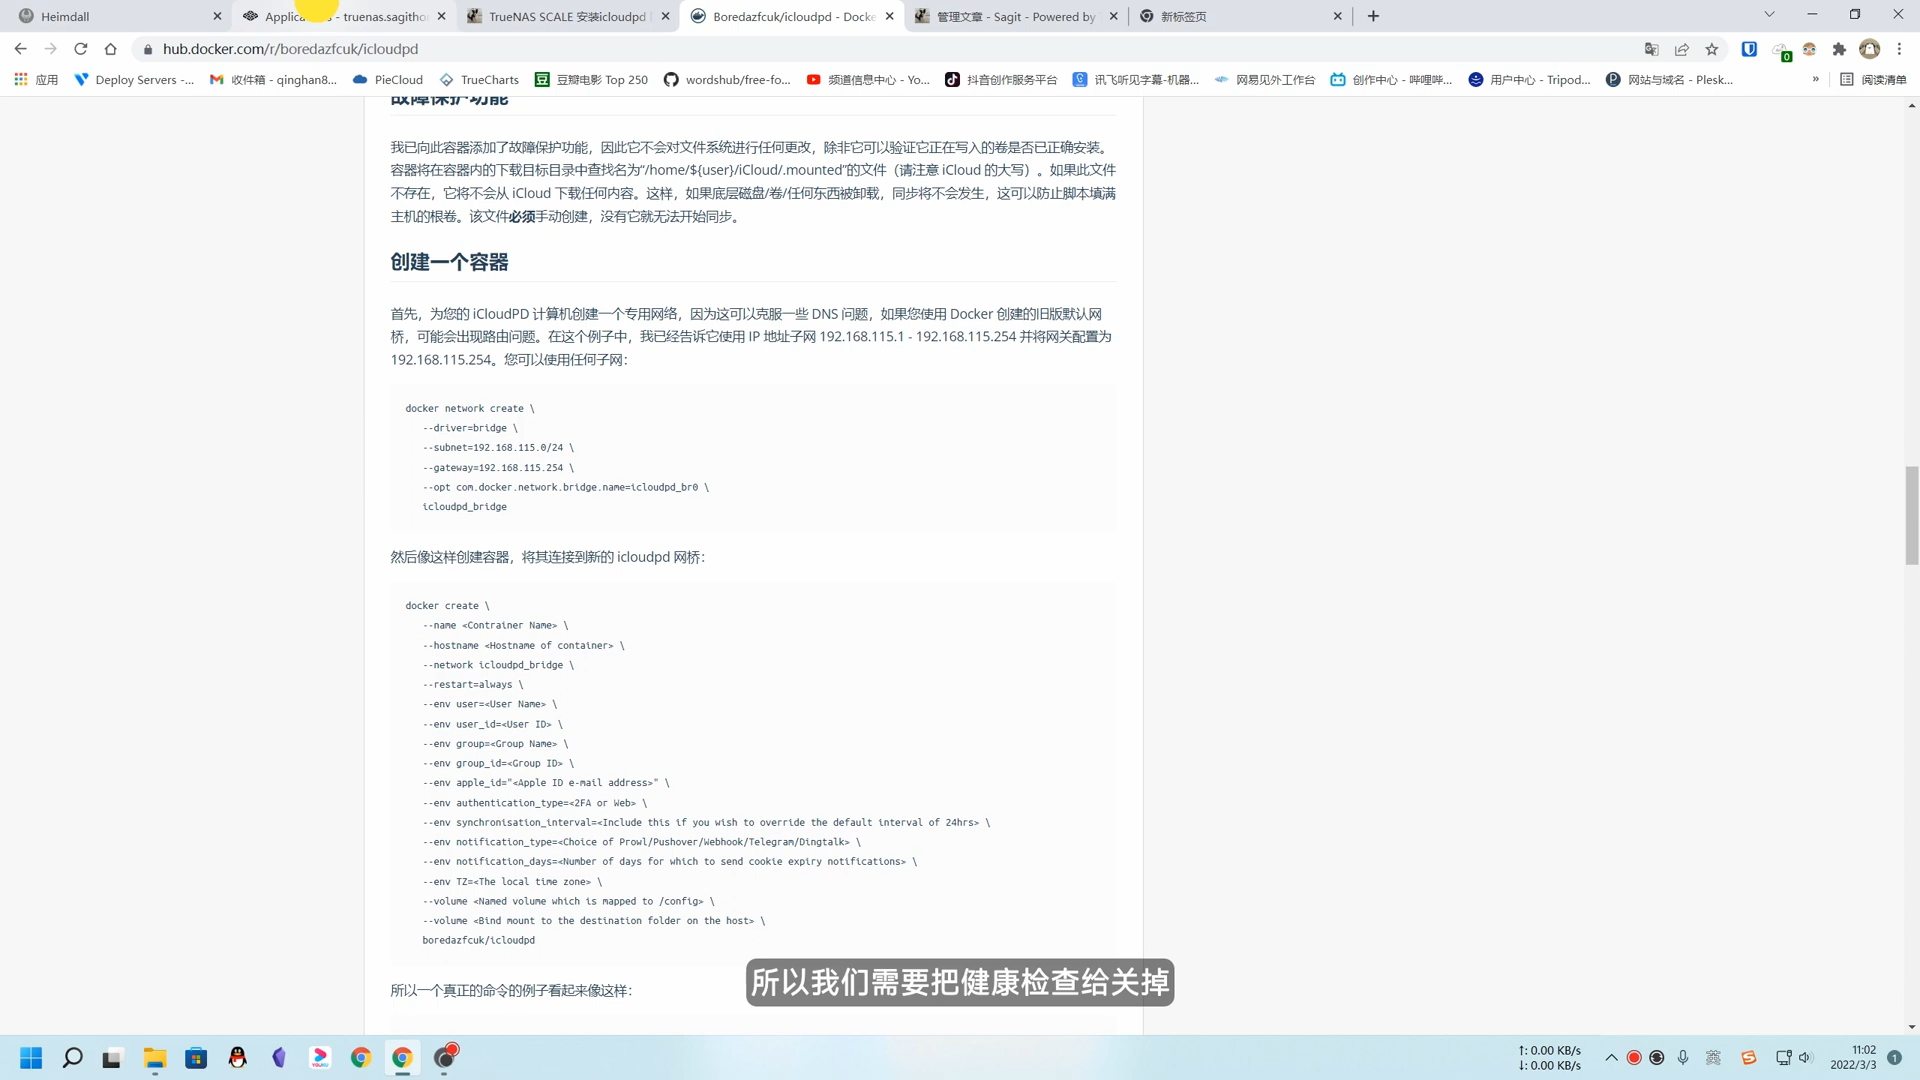 Heimdall
Applica
s - truenas.sagitho
TrueNAS SCALE 安装icloudpd
Boredazfcuk/icloudpd - Docke
管理文章 - Sagit - Powered by
新标签页
hub.docker.com/r/boredazfcuk/icloudpd
应用
Deploy Servers -...
收件箱 - qinghan8...
PieCloud
TrueCharts
豆瓣电影 Top 250
wordshub/free-fo...
频道信息中心 - Yo...
抖音创作服务平台
讯飞听见字幕-机器...
网易见外工作台
创作中心 - 哔哩哔...
用户中心 - Tripod...
网站与域名 - Plesk...
»
阅读清单
故障保护功能
我已向此容器添加了故障保护功能，因此它不会对文件系统进行任何更改，除非它可以验证它正在写入的卷是否已正确安装。
容器将在容器内的下载目标目录中查找名为“/home/${user}/iCloud/.mounted”的文件（请注意 iCloud 的大写）。如果此文件
不存在，它将不会从 iCloud 下载任何内容。这样，如果底层磁盘/卷/任何东西被卸载，同步将不会发生，这可以防止脚本填满
主机的根卷。该文件必须手动创建，没有它就无法开始同步。
创建一个容器
首先，为您的 iCloudPD 计算机创建一个专用网络，因为这可以克服一些 DNS 问题，如果您使用 Docker 创建的旧版默认网
桥，可能会出现路由问题。在这个例子中，我已经告诉它使用 IP 地址子网 192.168.115.1 - 192.168.115.254 并将网关配置为
192.168.115.254。您可以使用任何子网：
docker network create \
--driver=bridge \
--subnet=192.168.115.0/24 \
--gateway=192.168.115.254 \
--opt com.docker.network.bridge.name=icloudpd_br0 \
icloudpd_bridge
然后像这样创建容器，将其连接到新的 icloudpd 网桥：
docker create \
--name <Contrainer Name> \
--hostname <Hostname of container> \
--network icloudpd_bridge \
--restart=always \
--env user=<User Name> \
--env user_id=<User ID> \
--env group=<Group Name> \
--env group_id=<Group ID> \
--env apple_id="<Apple ID e-mail address>" \
--env authentication_type=<2FA or Web> \
--env synchronisation_interval=<Include this if you wish to override the default interval of 24hrs> \
--env notification_type=<Choice of Prowl/Pushover/Webhook/Telegram/Dingtalk> \
--env notification_days=<Number of days for which to send cookie expiry notifications> \
--env TZ=<The local time zone> \
--volume <Named volume which is mapped to /config> \
--volume <Bind mount to the destination folder on the host> \
boredazfcuk/icloudpd
所以一个真正的命令的例子看起来像这样：
所以我们需要把健康检查给关掉
↑: 0.00 KB/s
↓: 0.00 KB/s
英
11:02
2022/3/3
1